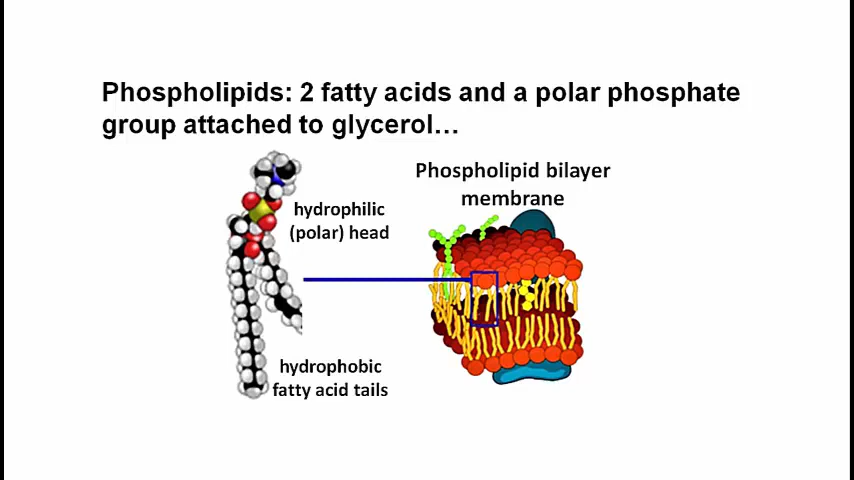 Phospholipids: 2 fatty acids and a polar phosphate
group attached to glycerol…
Phospholipid bilayer
membrane
hydrophilic
(polar) head
hydrophobic
fatty acid tails